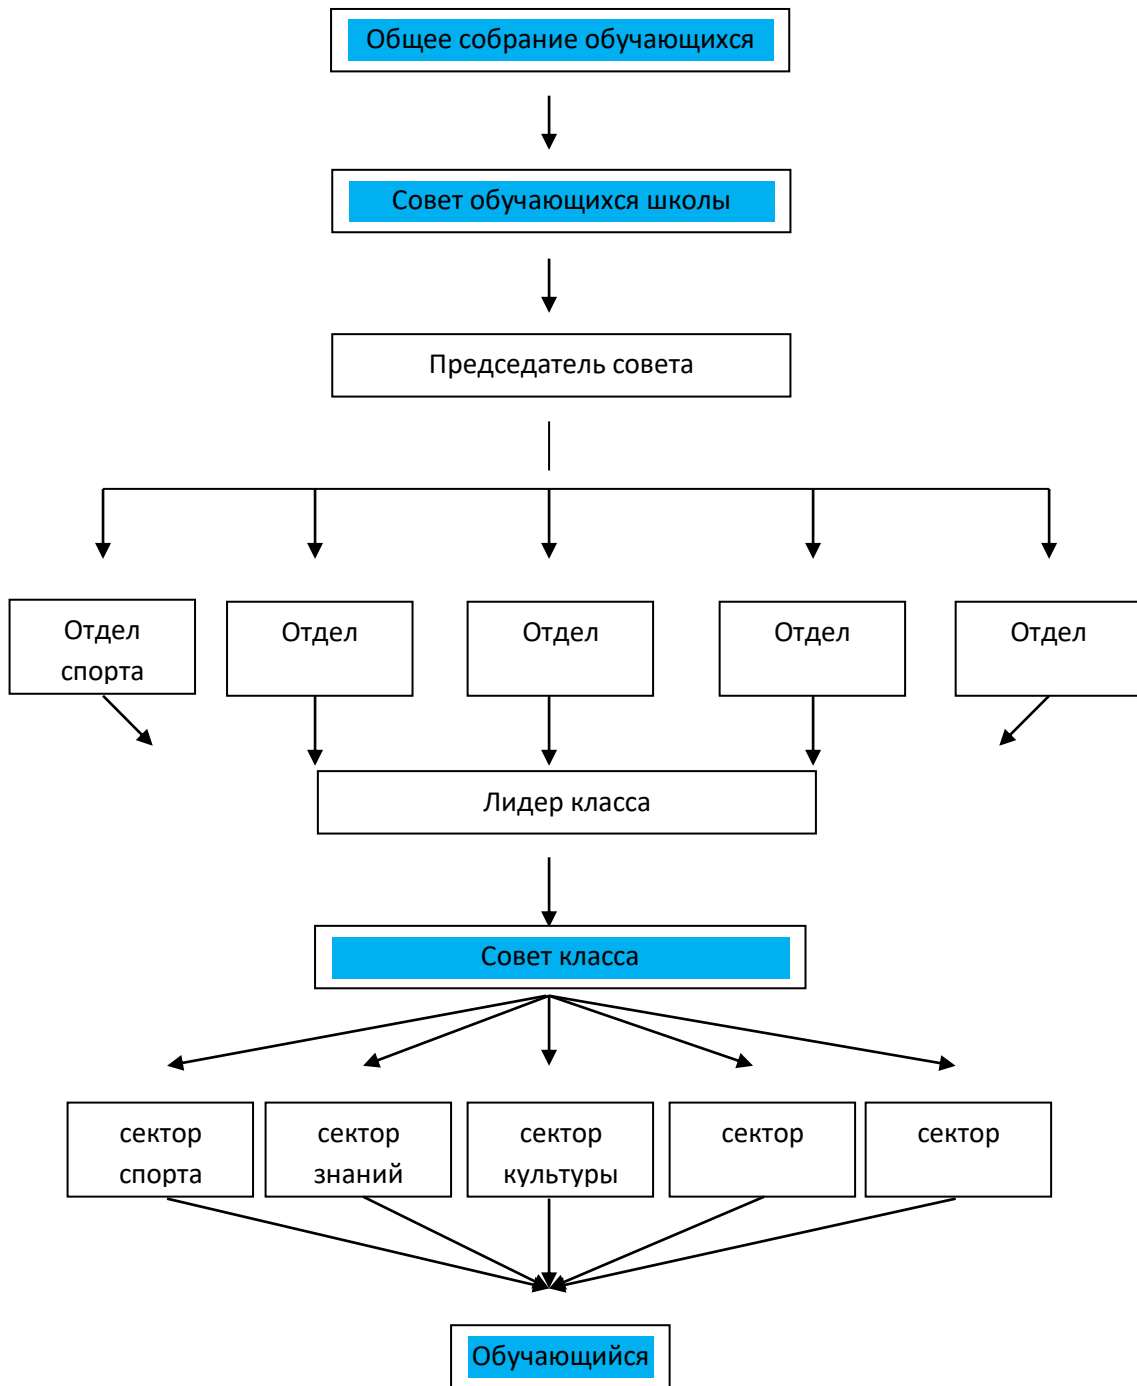 Общее собрание обучающихся
Совет обучающихся школы
Председатель совета
Отдел
спорта
Отдел
Отдел
Отдел
Отдел
Лидер класса
Совет класса
сектор
спорта
сектор
знаний
сектор
культуры
сектор
сектор
Обучающийся